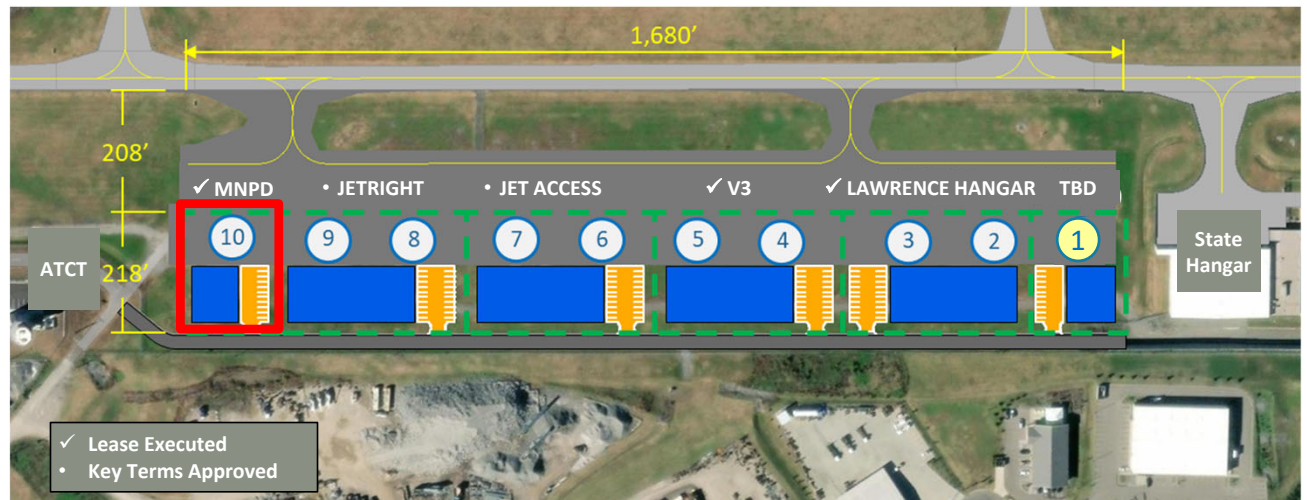 1,680’
208’
✓ MNPD
• JETRIGHT
• JET ACCESS
✓ V3
✓ LAWRENCE HANGAR
TBD
10
9
8
7
6
5
4
3
2
1
ATCT
218’
State
Hangar
✓ Lease Executed
• Key Terms Approved